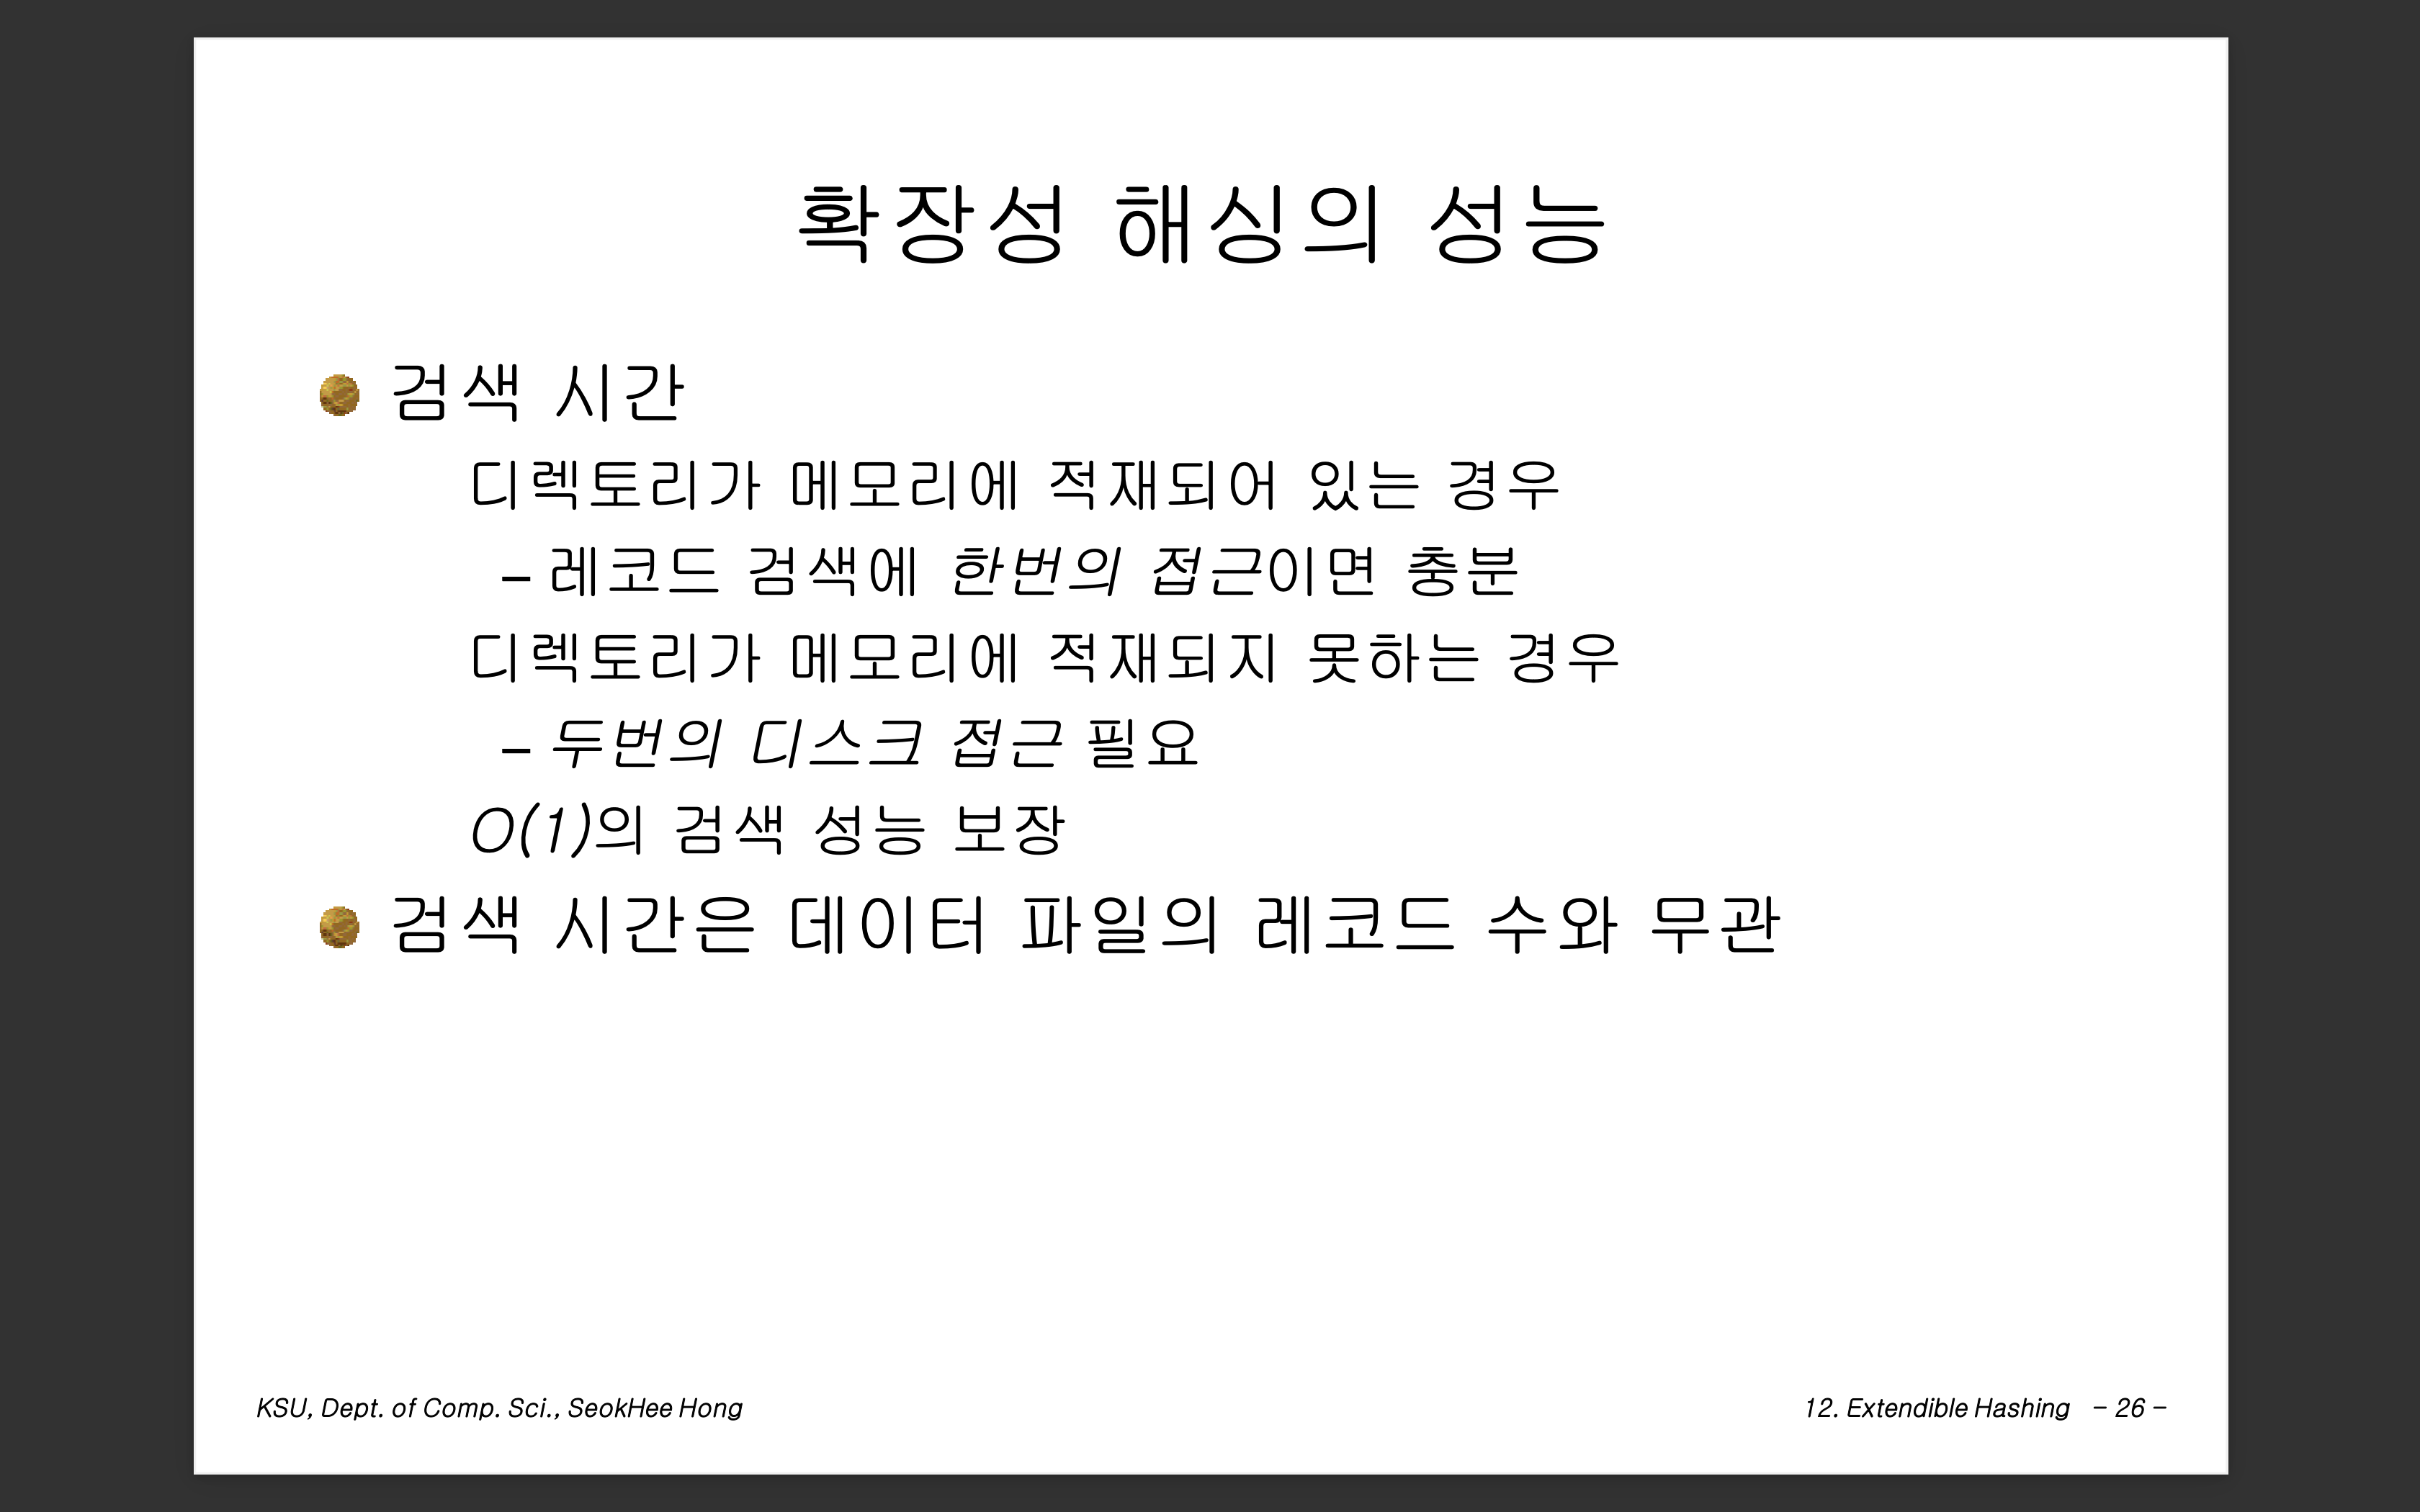 확장성 해싱의 성능
검색 시간
디렉토리가 메모리에 적재되어 있는 경우
– 레코드 검색에 한번의 접근이면 충분
디렉토리가 메모리에 적재되지 못하는 경우
– 두번의 디스크 접근 필요
O(1)의 검색 성능 보장
검색 시간은 데이터 파일의 레코드 수와 무관
KSU, Dept. of Comp. Sci., SeokHee Hong
12. Extendible Hashing – 26 –